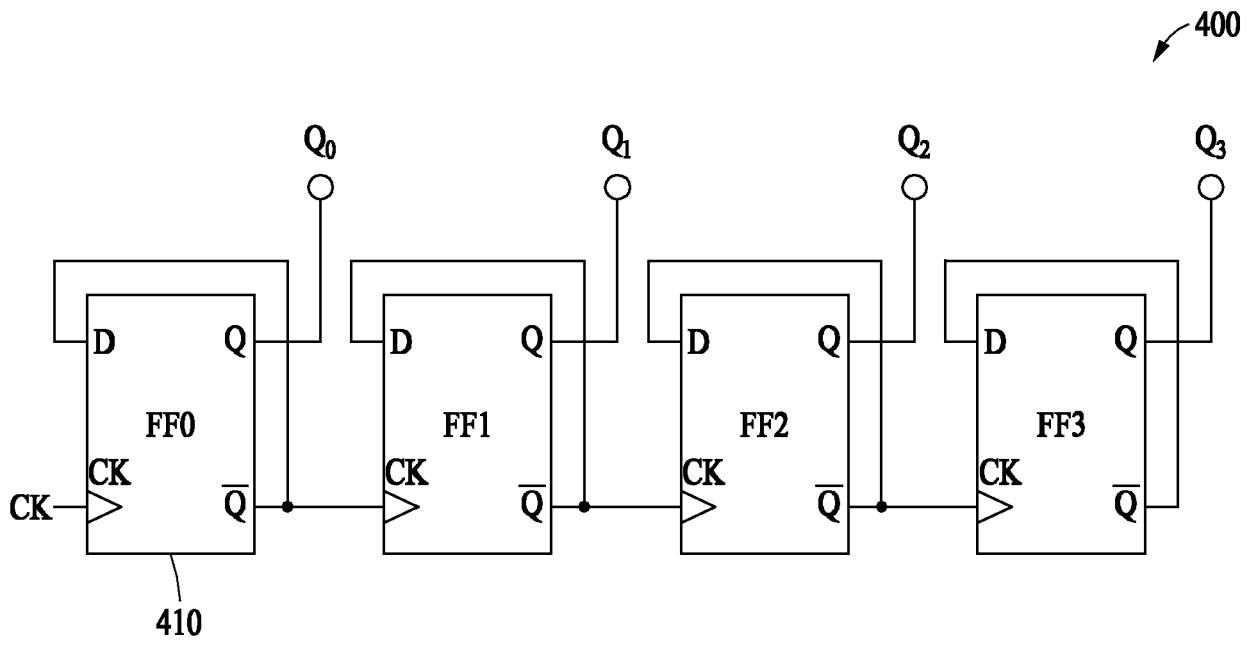 400
Q₀ Q₁ Q₂ Q₃
D Q D Q D Q D Q
FF0 FF1 FF2 FF3
CK CK CK CK
CK Q̅ Q̅ Q̅ Q̅
410